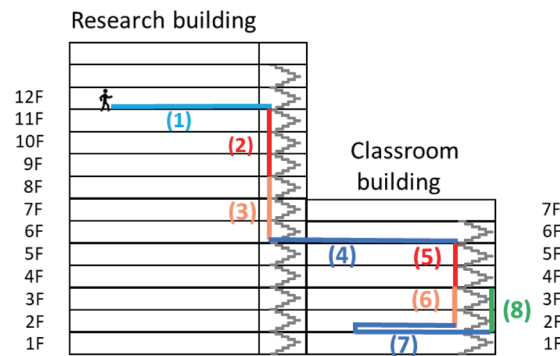 Research building
12F
11F
10F
9F
8F
7F
6F
5F
4F
3F
2F
1F
(1)
(2)
(3)
Classroom
building
(4)
(5)
(6)
(7)
(8)
7F
6F
5F
4F
3F
2F
1F